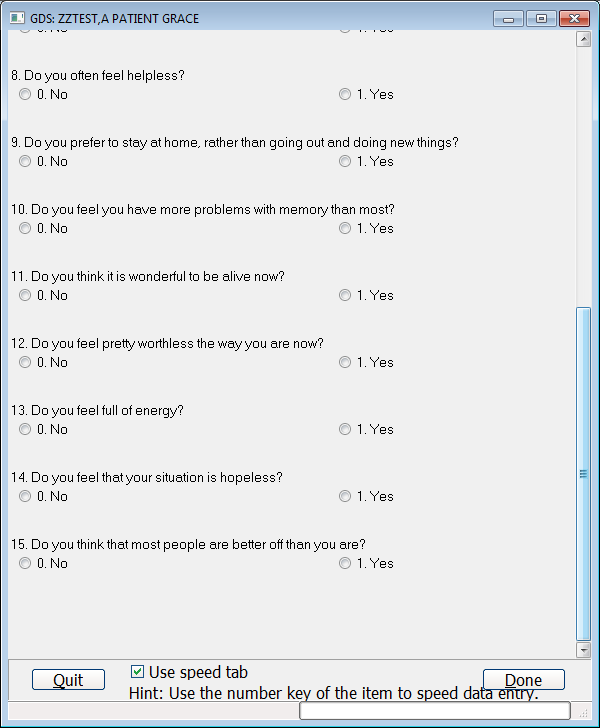 GDS: ZZTEST,A PATIENT GRACE
8. Do you often feel helpless?
0. No 1. Yes
9. Do you prefer to stay at home, rather than going out and doing new things?
0. No 1. Yes
10. Do you feel you have more problems with memory than most?
0. No 1. Yes
11. Do you think it is wonderful to be alive now?
0. No 1. Yes
12. Do you feel pretty worthless the way you are now?
0. No 1. Yes
13. Do you feel full of energy?
0. No 1. Yes
14. Do you feel that your situation is hopeless?
0. No 1. Yes
15. Do you think that most people are better off than you are?
0. No 1. Yes
Quit Use speed tab Done
Hint: Use the number key of the item to speed data entry.